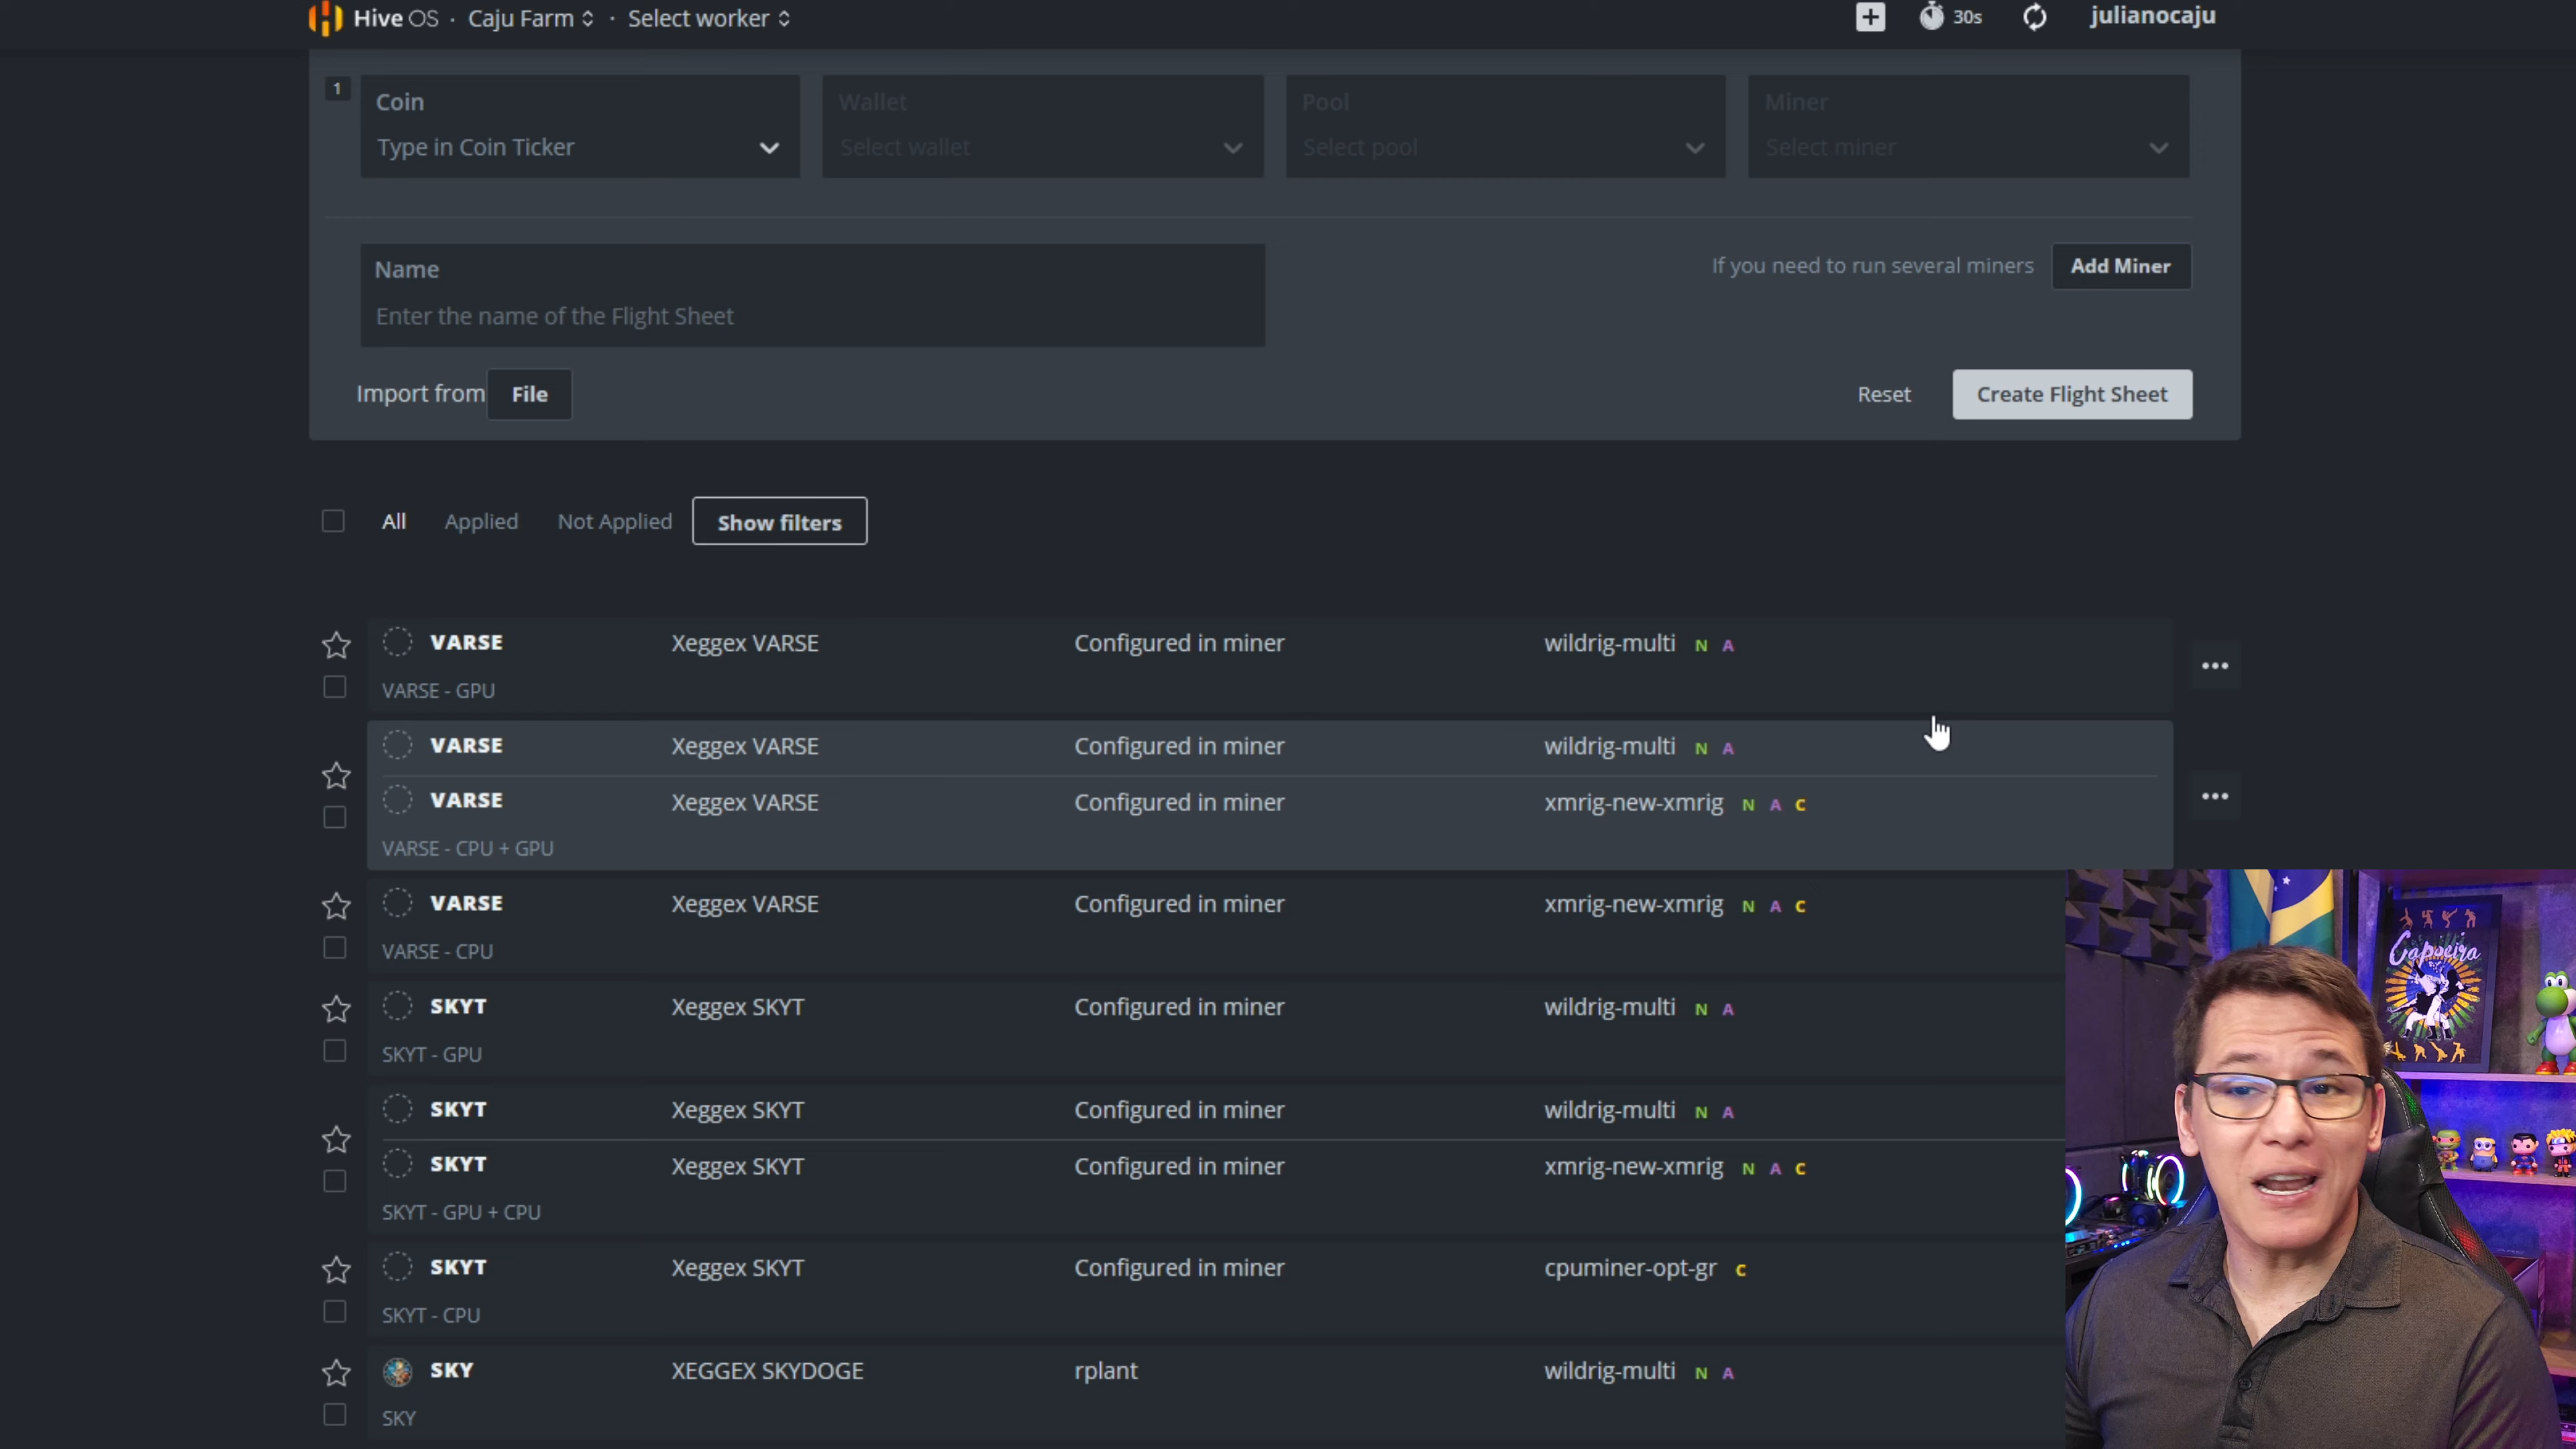 Hive OS · Caju Farm · Select worker
30s
julianocaju
1
Coin
Type in Coin Ticker
Wallet
Select wallet
Pool
Select pool
Miner
Select miner
Name
Enter the name of the Flight Sheet
If you need to run several miners
Add Miner
Import from File
Reset
Create Flight Sheet
All Applied Not Applied Show filters
VARSE Xeggex VARSE Configured in miner wildrig-multi N A
VARSE - GPU
VARSE Xeggex VARSE Configured in miner wildrig-multi N A
VARSE Xeggex VARSE Configured in miner xmrig-new-xmrig N A C
VARSE - CPU + GPU
VARSE Xeggex VARSE Configured in miner xmrig-new-xmrig N A C
VARSE - CPU
SKYT Xeggex SKYT Configured in miner wildrig-multi N A
SKYT - GPU
SKYT Xeggex SKYT Configured in miner wildrig-multi N A
SKYT Xeggex SKYT Configured in miner xmrig-new-xmrig N A C
SKYT - GPU + CPU
SKYT Xeggex SKYT Configured in miner cpuminer-opt-gr C
SKYT - CPU
SKY XEGGEX SKYDOGE rplant wildrig-multi N A
SKY
Capoeira